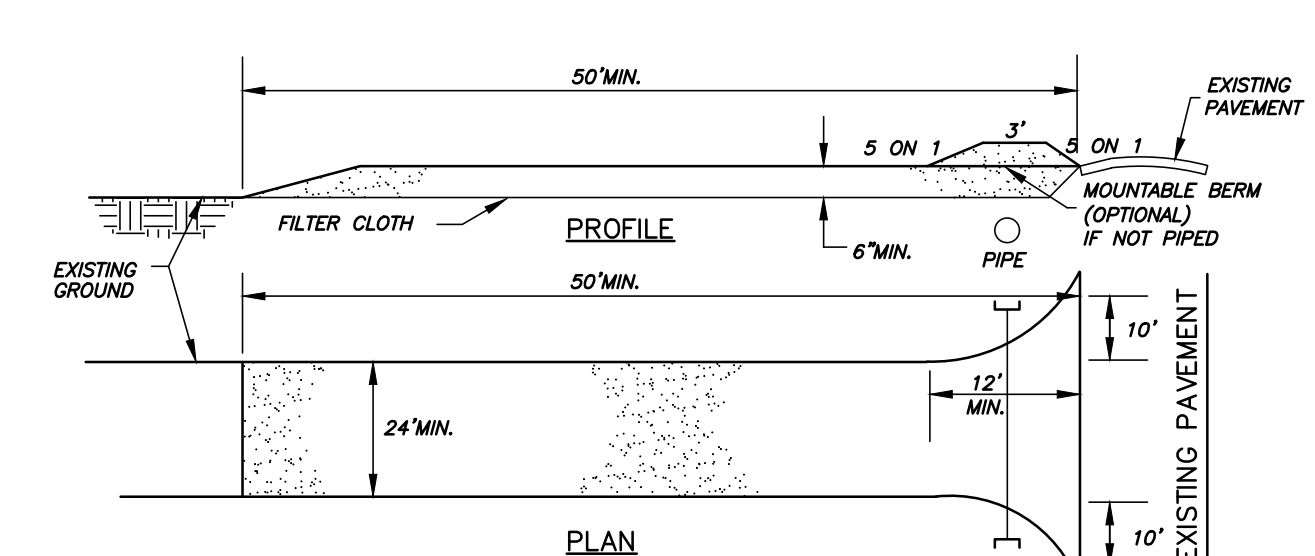 50'MIN.
EXISTING
PAVEMENT
3'
5 ON 1
5 ON 1
MOUNTABLE BERM
(OPTIONAL)
IF NOT PIPED
FILTER CLOTH
PROFILE
6"MIN.
PIPE
EXISTING
GROUND
50'MIN.
10'
12'
MIN.
24'MIN.
EXISTING PAVEMENT
10'
PLAN